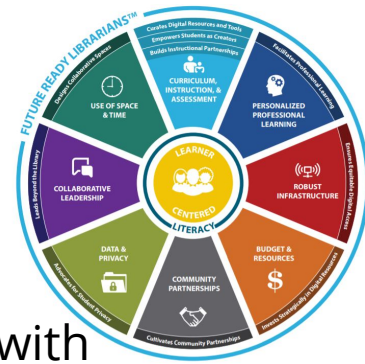 FUTURE READY LIBRARIANS™
Curates Digital Resources and Tools
Empowers Students as Creators
Builds Instructional Partnerships
CURRICULUM,
INSTRUCTION, &
ASSESSMENT
Facilitates Professional Learning
PERSONALIZED
PROFESSIONAL
LEARNING
Ensures Equitable Digital Access
ROBUST
INFRASTRUCTURE
Invests Strategically in Digital Resources
BUDGET &
RESOURCES
$
Cultivates Community Partnerships
COMMUNITY
PARTNERSHIPS
Advocates for Student Privacy
DATA &
PRIVACY
Leads Beyond the Library
COLLABORATIVE
LEADERSHIP
Designs Collaborative Spaces
USE OF SPACE
& TIME
LEARNER
CENTERED
LITERACY
with